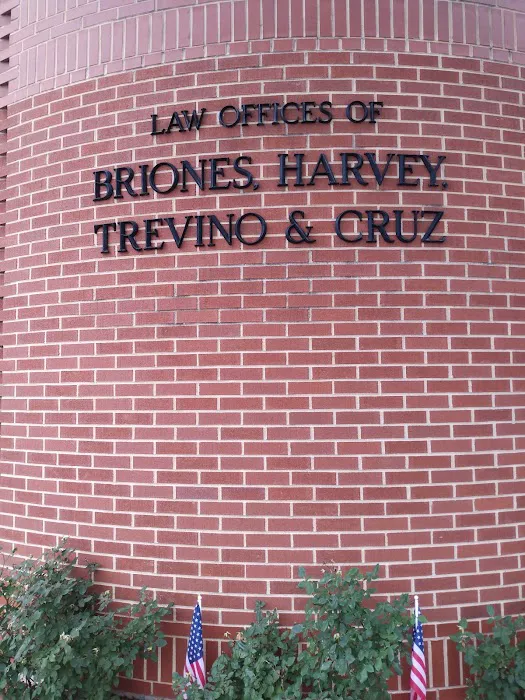 LAW OFFICES OF
BRIONES, HARVEY,
TREVINO & CRUZ